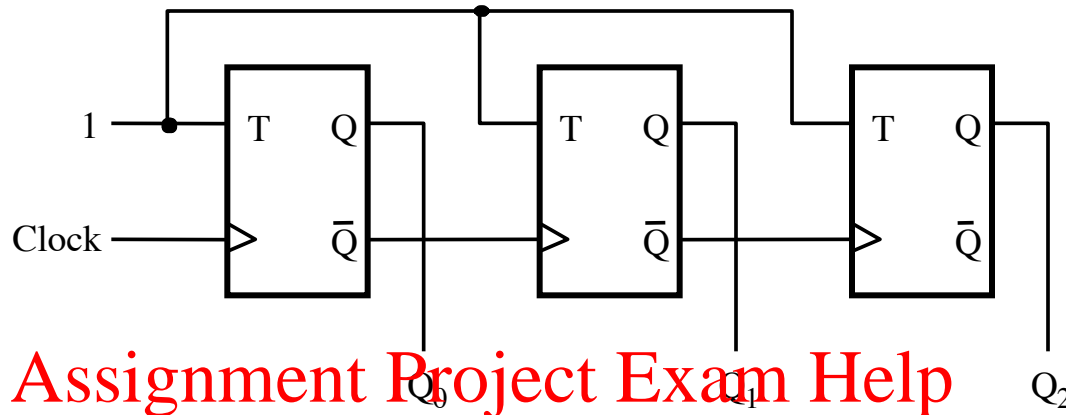 1 T Q T Q T Q
Clock Q̅ Q̅ Q̅
Assignment Project Exam Help
Q₀ Q₁ Q₂